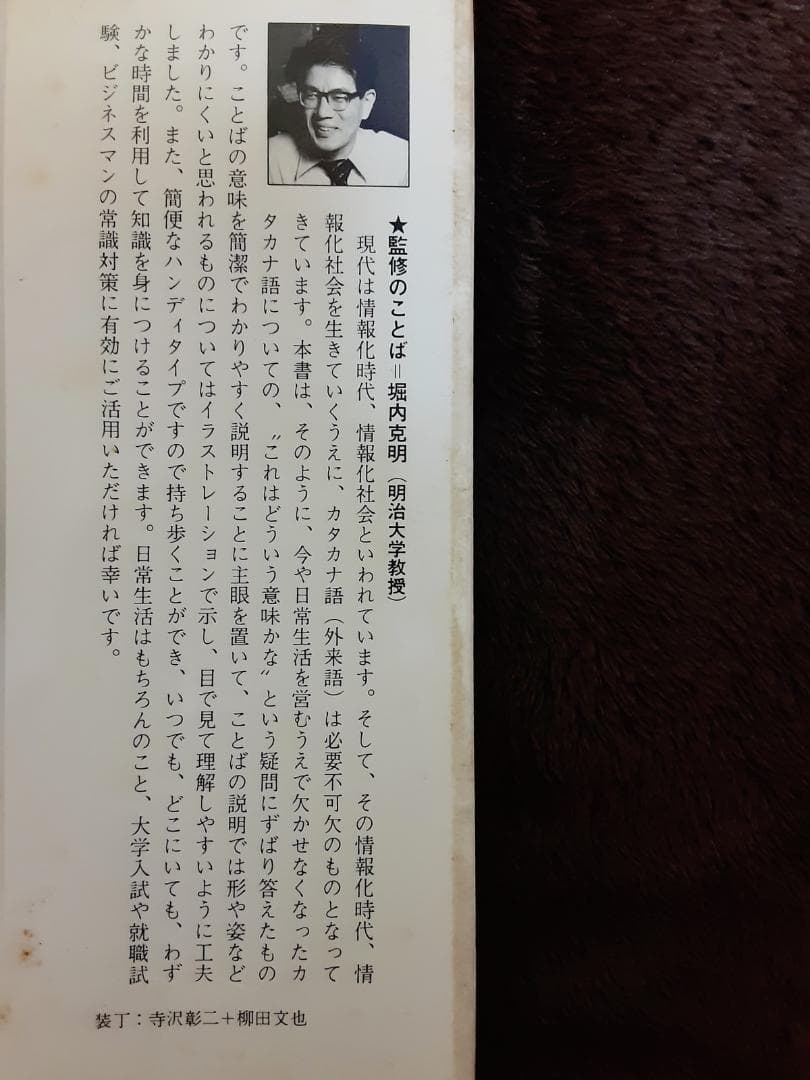 ★監修のことば＝堀内克明（明治大学教授）
現代は情報化時代、情報化社会といわれています。そして、その情報化時代、情
報化社会を生きていくうえに、カタカナ語（外来語）は必要不可欠のものとなって
きています。本書は、そのように、今や日常生活を営むうえで欠かせなくなったカ
タカナ語についての、〝これはどういう意味かな〟という疑問にずばり答えたもの
です。ことばの意味を簡潔でわかりやすく説明することに主眼を置いて、ことばの説明では形や姿など
わかりにくいと思われるものについてはイラストレーションで示し、目で見て理解しやすいように工夫
しました。また、簡便なハンディタイプですので持ち歩くことができ、いつでも、どこにいても、わず
かな時間を利用して知識を身につけることができます。日常生活はもちろんのこと、大学入試や就職試
験、ビジネスマンの常識対策に有効にご活用いただければ幸いです。
装丁：寺沢彰二＋柳田文也